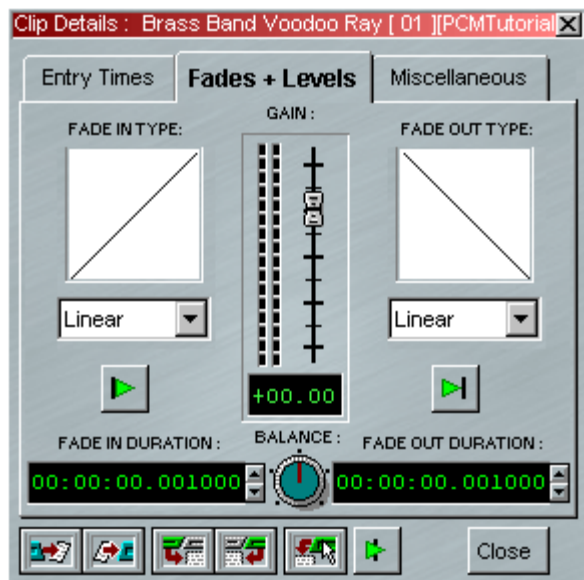 Clip Details : Brass Band Voodoo Ray [ 01 ][PCMTutorial
Entry Times
Fades + Levels
Miscellaneous
GAIN :
FADE IN TYPE:
FADE OUT TYPE:
Linear
Linear
+00.00
FADE IN DURATION :
BALANCE :
FADE OUT DURATION :
00:00:00.001000
00:00:00.001000
Close